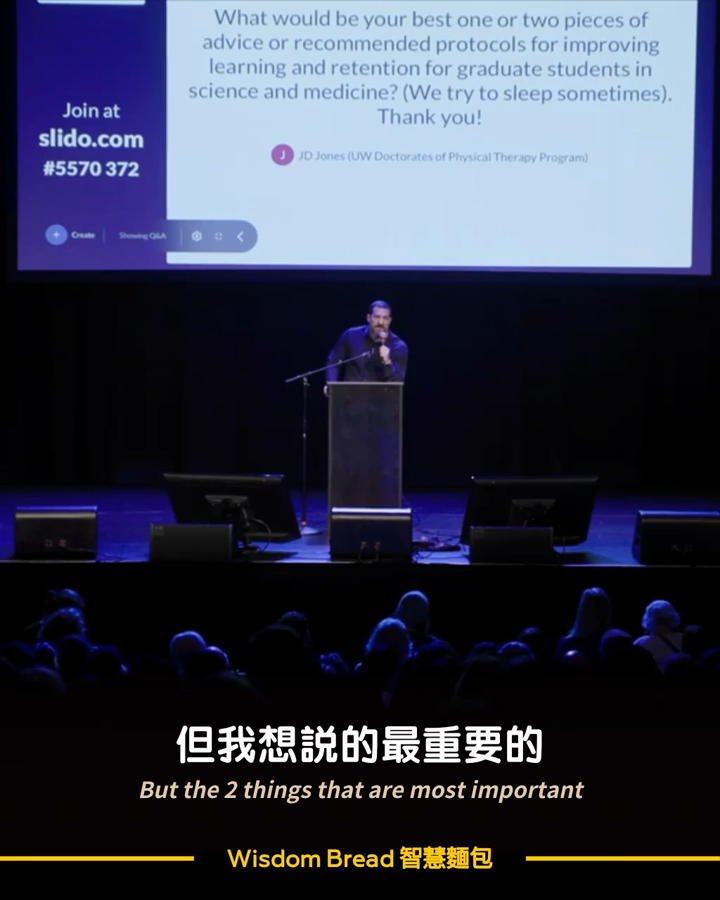 What would be your best one or two pieces of
advice or recommended protocols for improving
learning and retention for graduate students in
science and medicine? (We try to sleep sometimes).
Thank you!
J JD Jones (UW Doctorates of Physical Therapy Program)
Join at
slido.com
#5570 372
Create
Showing Q&A
但我想説的最重要的
But the 2 things that are most important
Wisdom Bread 智慧麵包